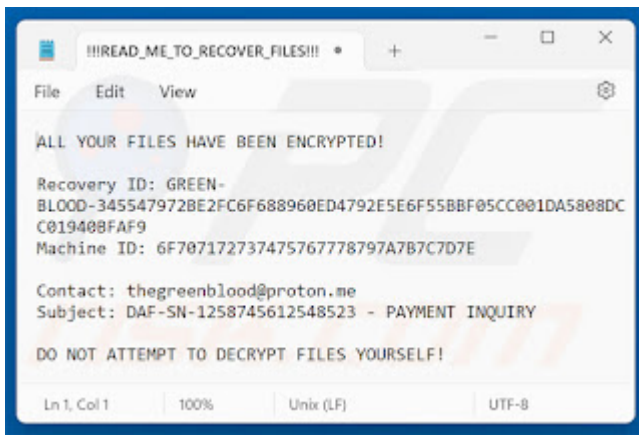 !!!READ_ME_TO_RECOVER_FILES!!!
File Edit View
ALL YOUR FILES HAVE BEEN ENCRYPTED!
Recovery ID: GREEN-
BLOOD-345547972BE2FC6F688960ED4792E5E6F55BBF05CC001DA5808DC
C01940BFAF9
Machine ID: 6F707172737475767778797A7B7C7D7E
Contact: thegreenblood@proton.me
Subject: DAF-SN-1258745612548523 - PAYMENT INQUIRY
DO NOT ATTEMPT TO DECRYPT FILES YOURSELF!
Ln 1, Col 1 100% Unix (LF) UTF-8